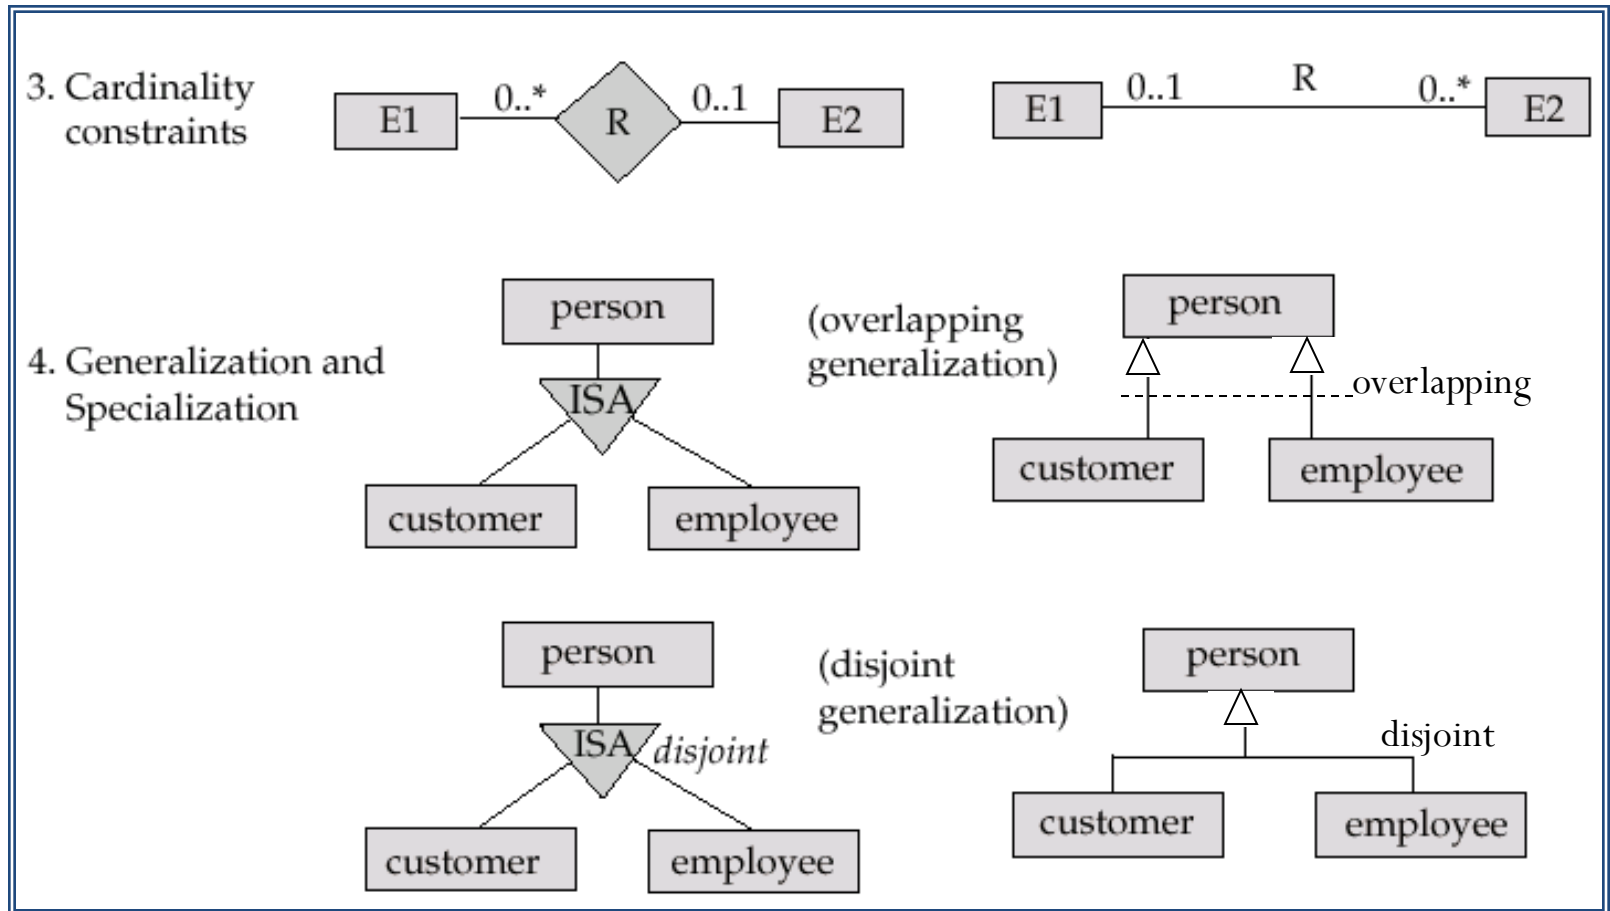 3. Cardinality
constraints
E1 0..* R 0..1 E2
E1 0..1 R 0..* E2
4. Generalization and
Specialization
person
ISA
customer employee
(overlapping
generalization)
person
overlapping
customer employee
person
ISA disjoint
customer employee
(disjoint
generalization)
person
disjoint
customer employee